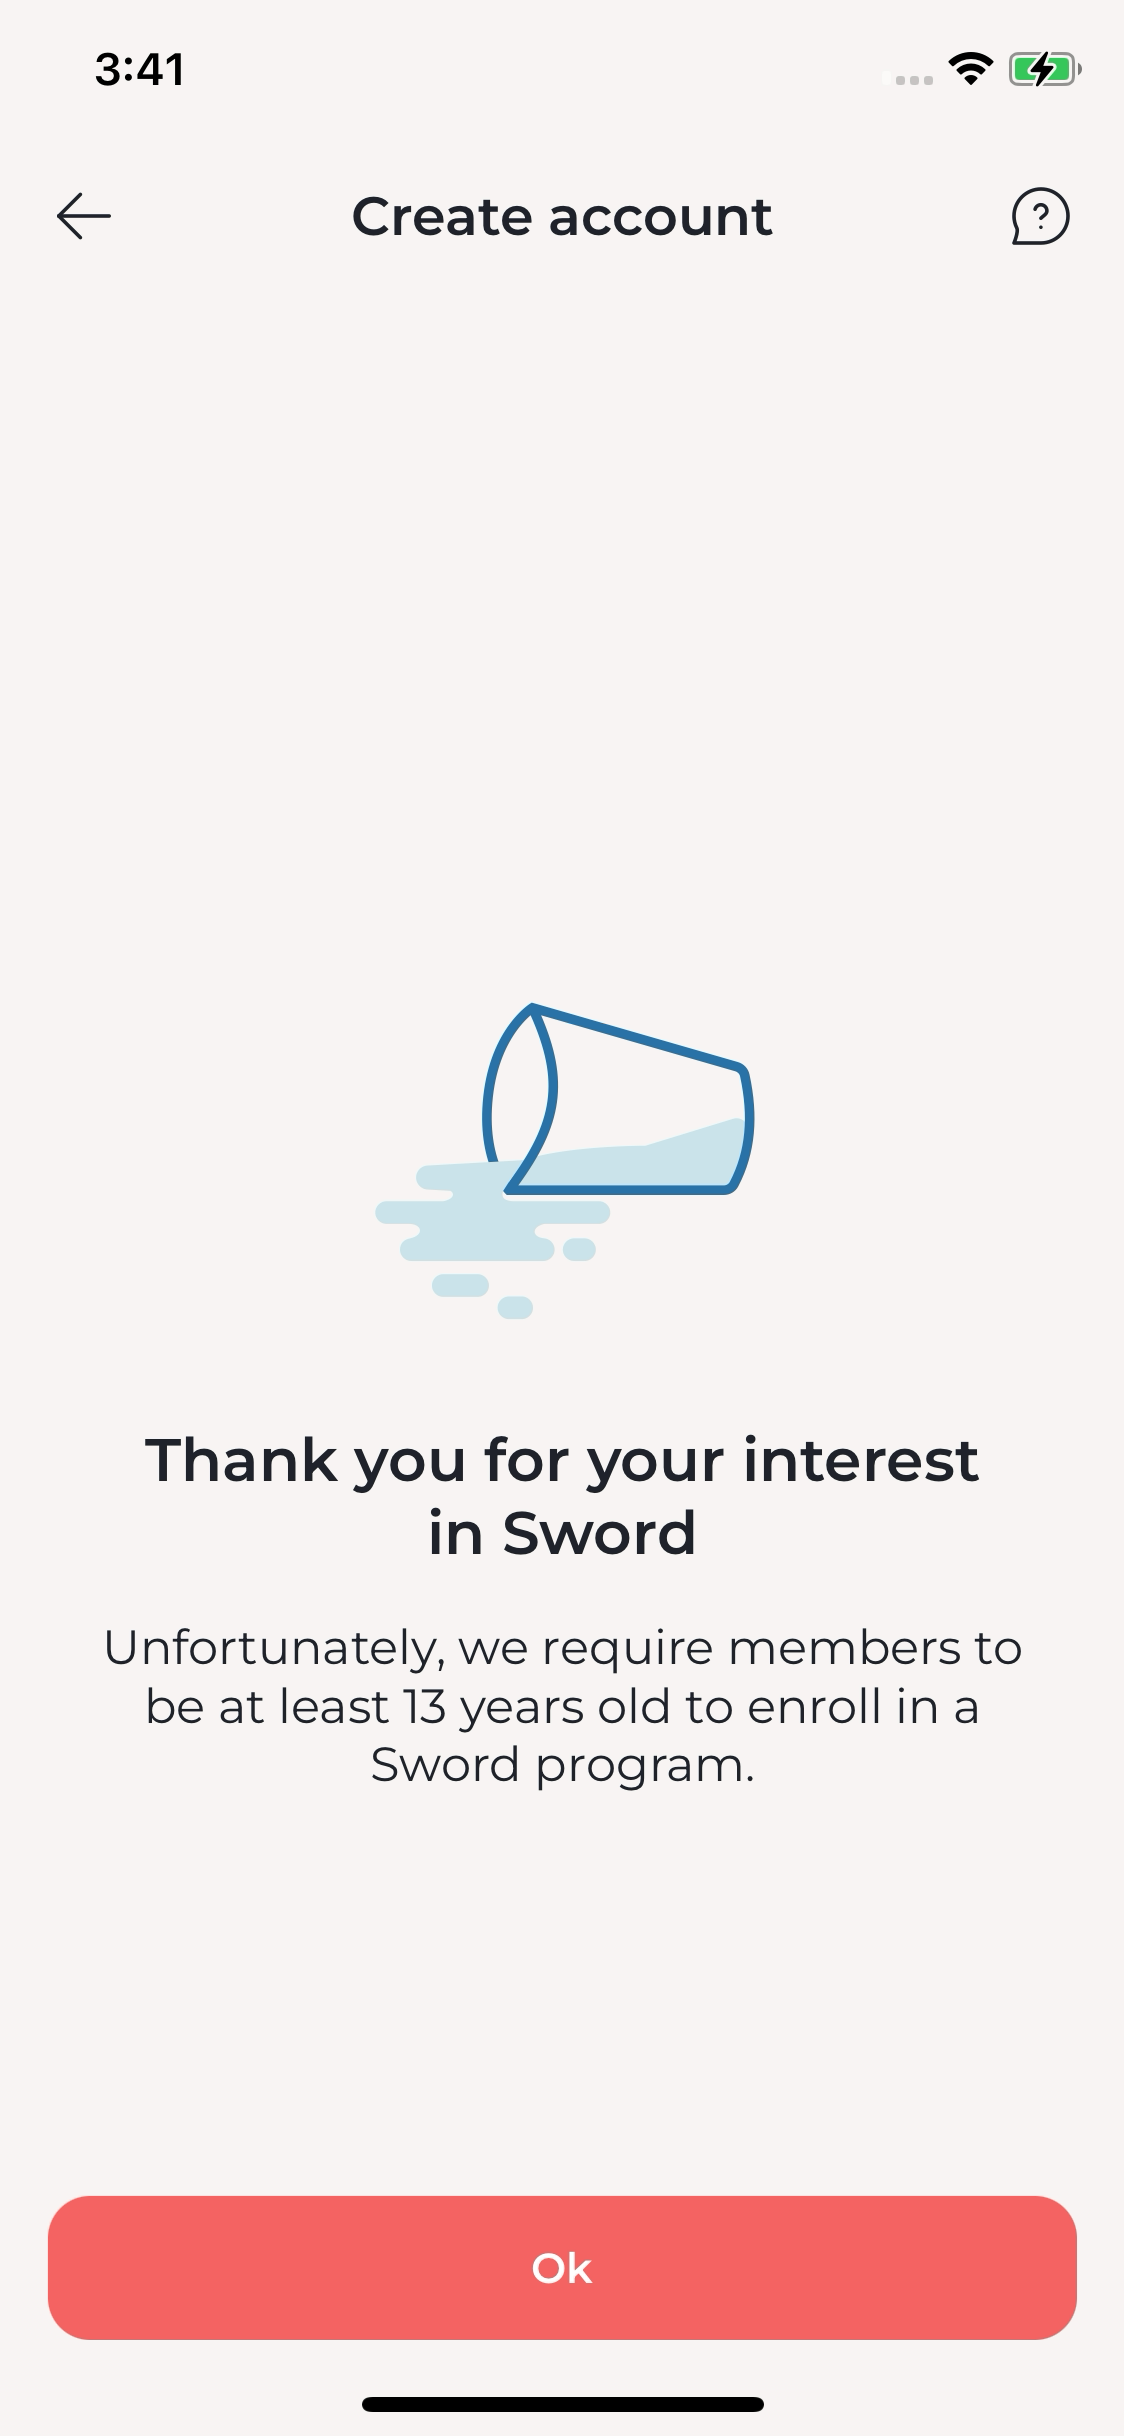 3:41
Create account
Thank you for your interest
in Sword
Unfortunately, we require members to
be at least 13 years old to enroll in a
Sword program.
Ok